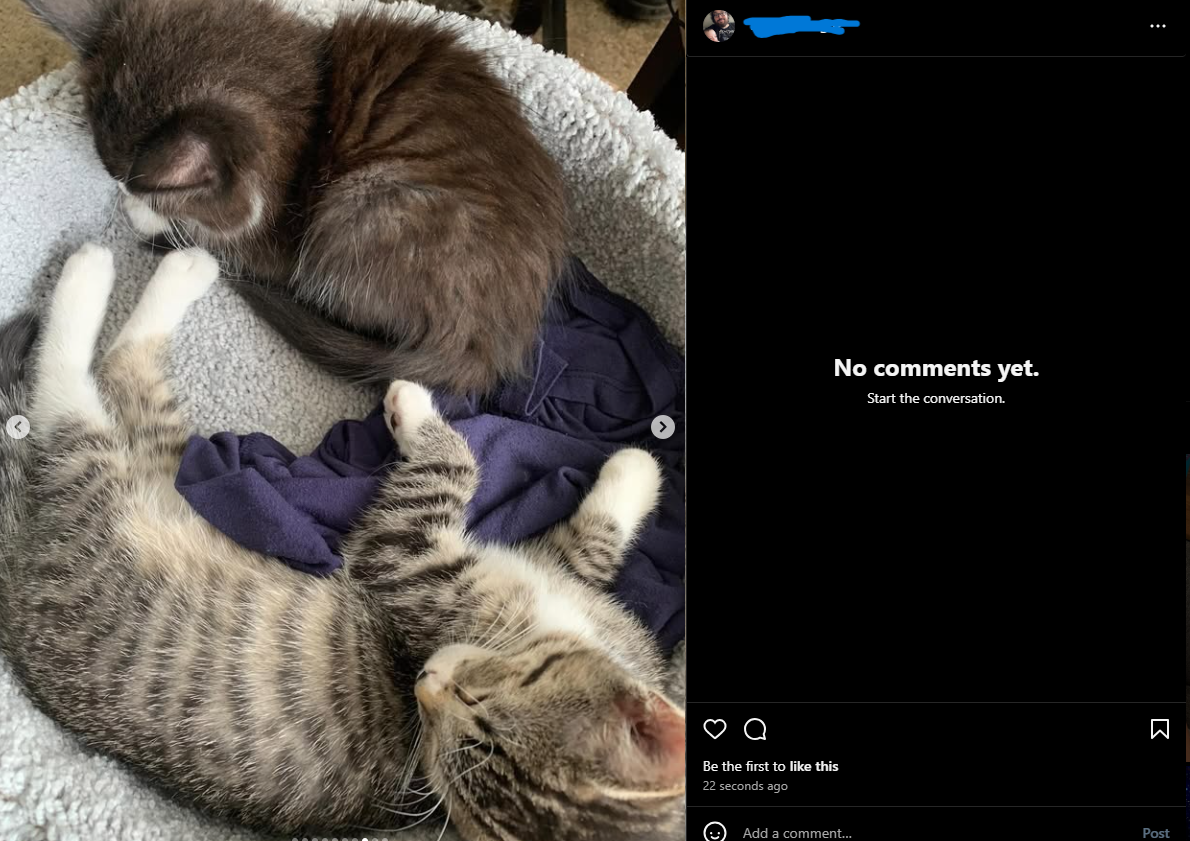 No comments yet.
Start the conversation.
Be the first to like this
22 seconds ago
Add a comment...
Post